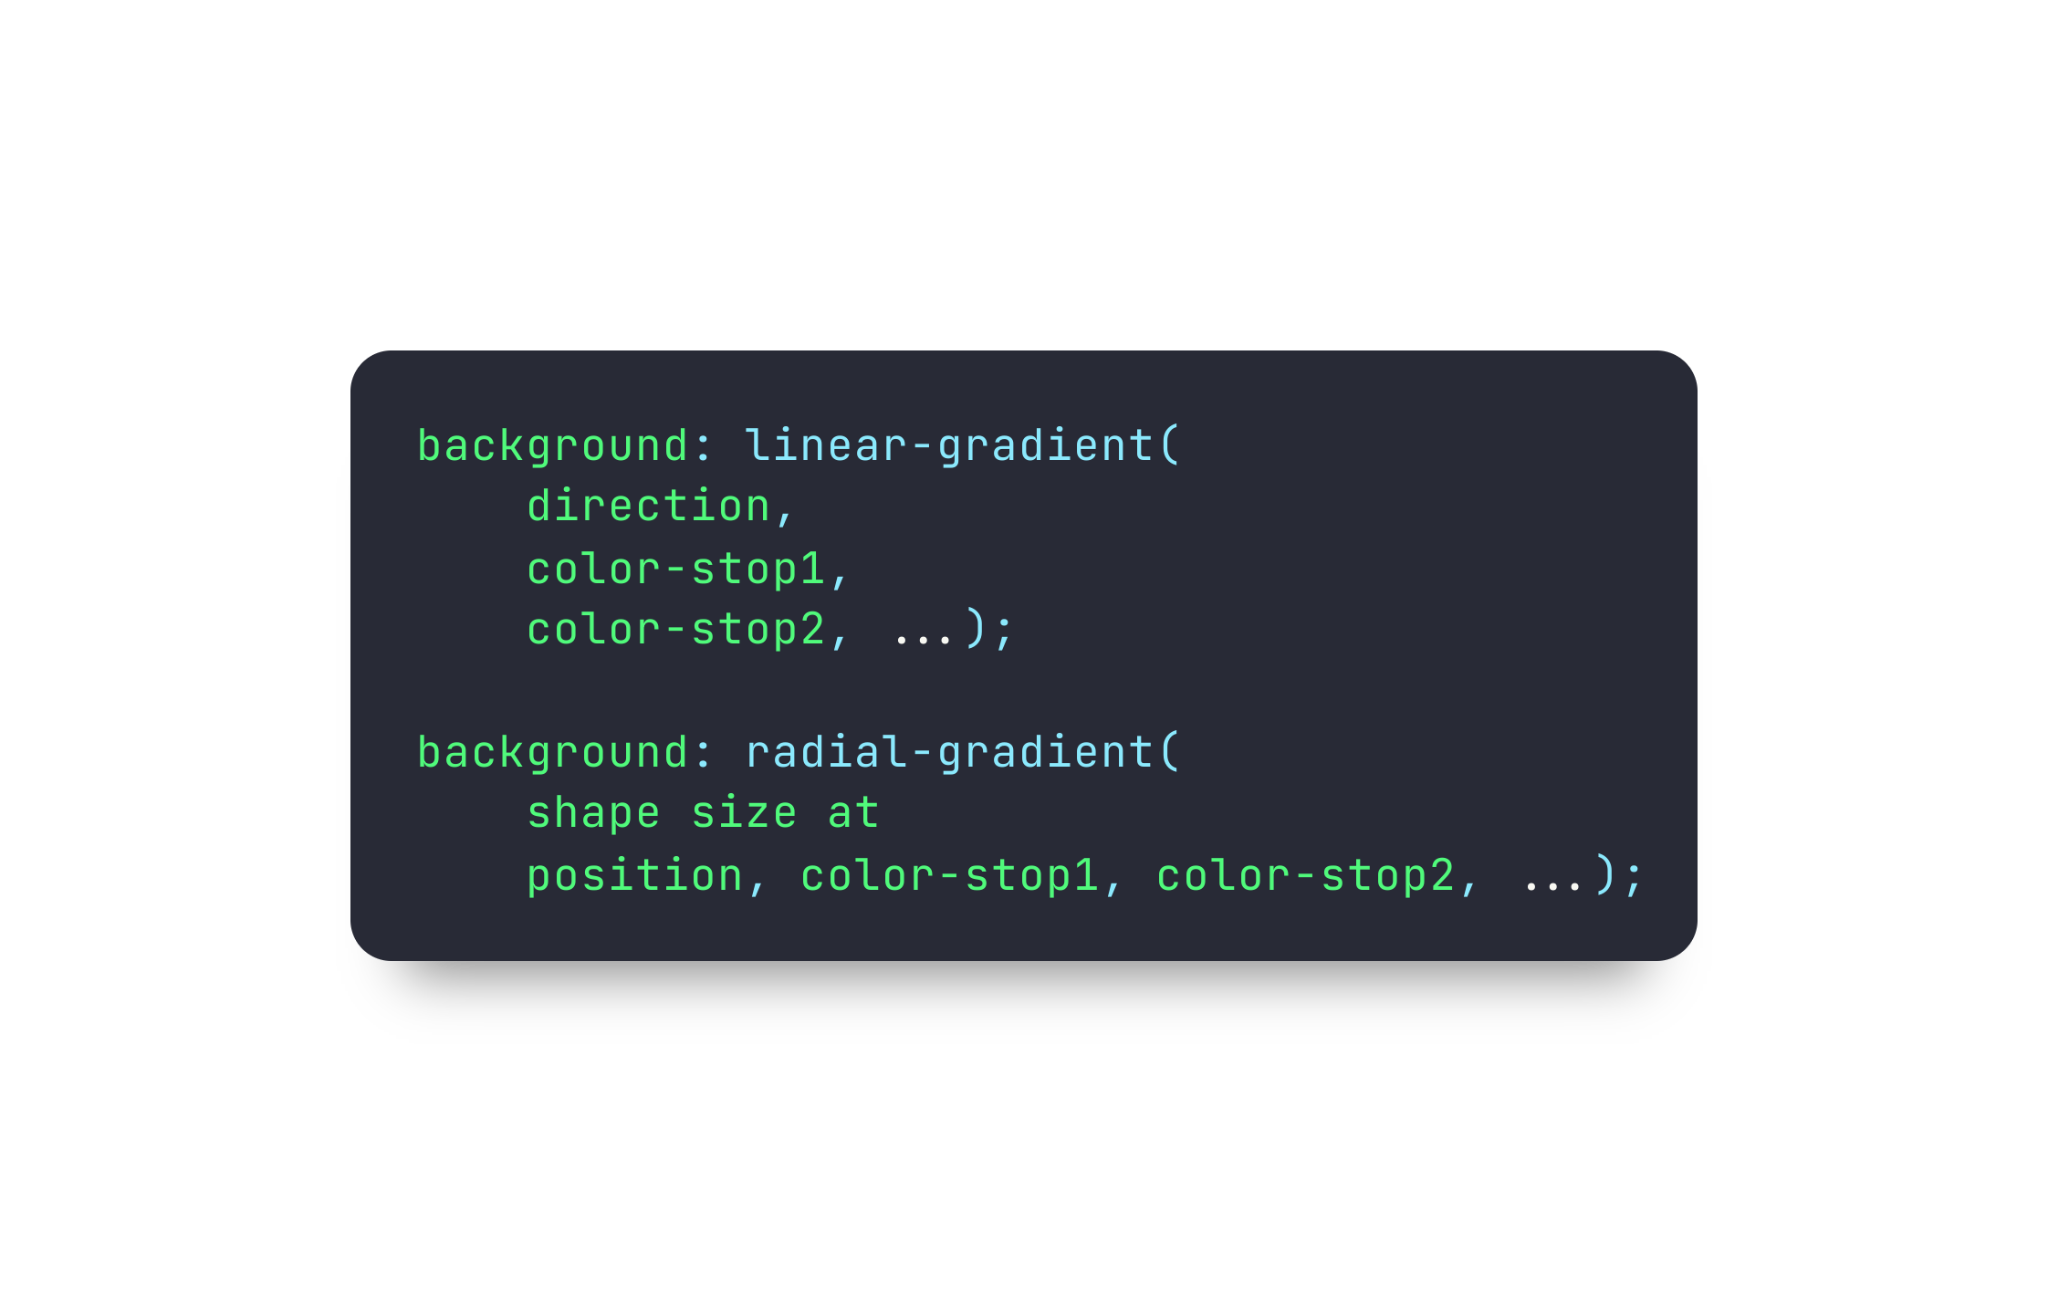 background: linear-gradient(
    direction,
    color-stop1,
    color-stop2, ...);
background: radial-gradient(
    shape size at
    position, color-stop1, color-stop2, ...);